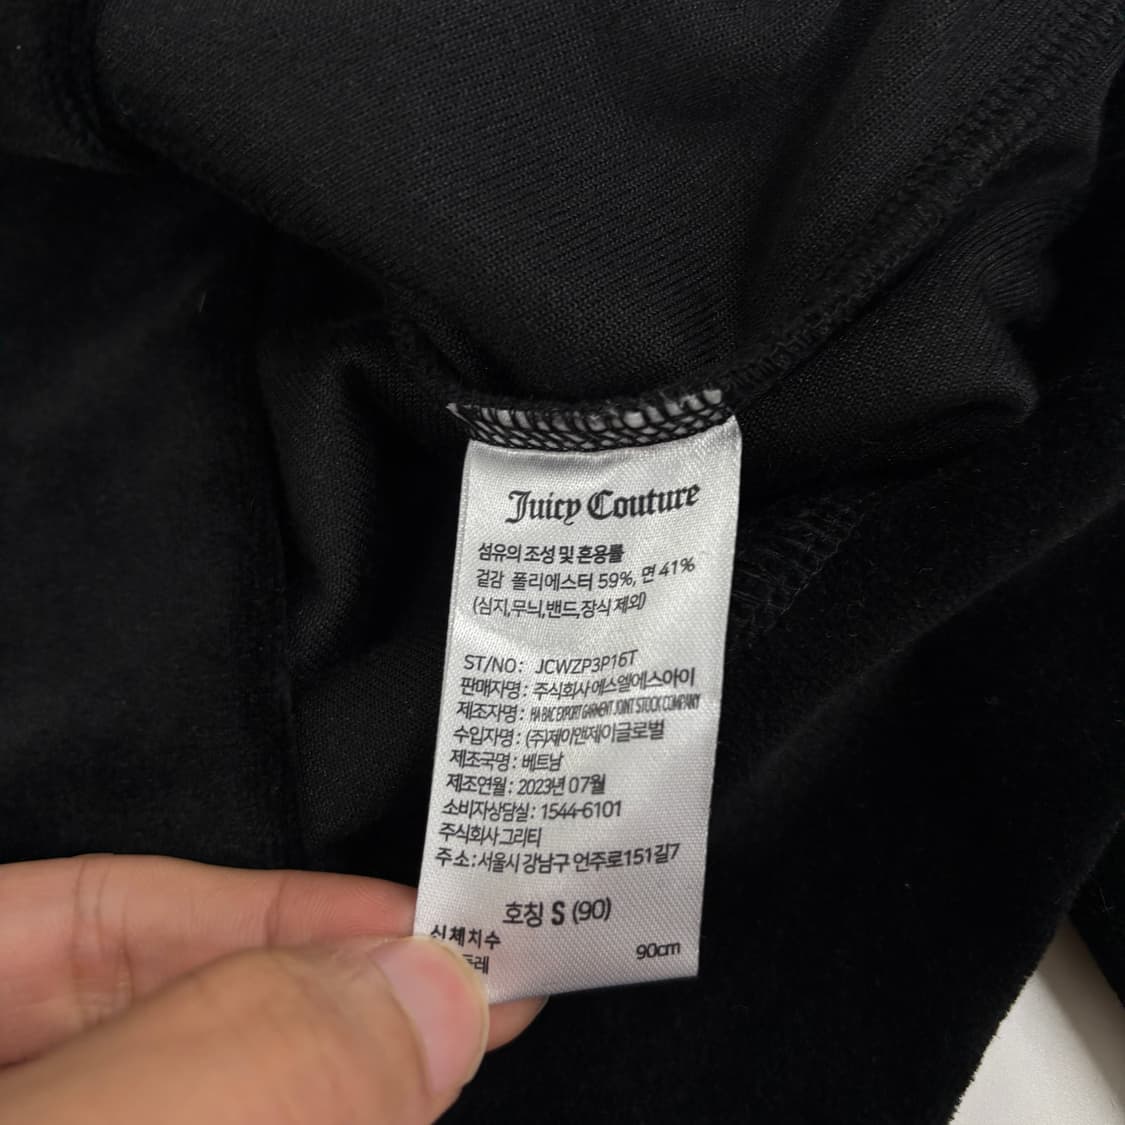 Juicy Couture
섬유의 조성 및 혼용률
겉감 폴리에스터 59%, 면 41%
(심지,무늬,밴드,장식 제외)
ST/NO: JCWZP3P16T
판매자명: 주식회사 에스엘에스아이
제조자명: HA BAC EXPORT GARMENT JOINT STOCK COMPANY
수입자명: (주)제이앤제이글로벌
제조국명: 베트남
제조연월: 2023년 07월
소비자상담실: 1544-6101
주식회사 그리티
주소:서울시 강남구 언주로151길7
호칭 S (90)
신체치수
둘레 90cm